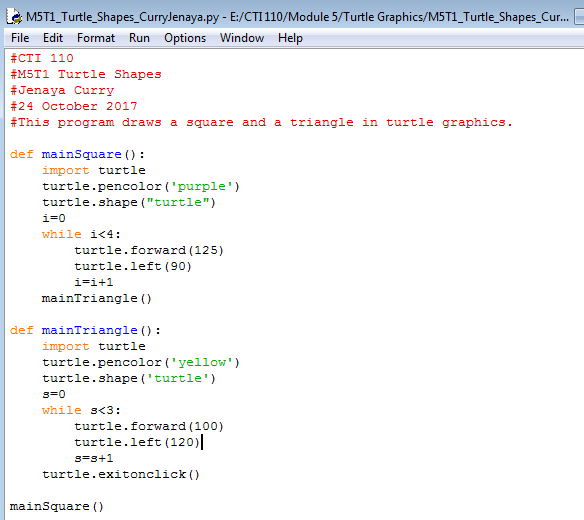 M5T1_Turtle_Shapes_CurryJenaya.py - E:/CTI110/Module 5/Turtle Graphics/M5T1_Turtle_Shapes_Cur...
File Edit Format Run Options Window Help
#CTI 110
#M5T1 Turtle Shapes
#Jenaya Curry
#24 October 2017
#This program draws a square and a triangle in turtle graphics.
def mainSquare():
    import turtle
    turtle.pencolor('purple')
    turtle.shape("turtle")
    i=0
    while i<4:
        turtle.forward(125)
        turtle.left(90)
        i=i+1
    mainTriangle()
def mainTriangle():
    import turtle
    turtle.pencolor('yellow')
    turtle.shape('turtle')
    s=0
    while s<3:
        turtle.forward(100)
        turtle.left(120)
        s=s+1
    turtle.exitonclick()
mainSquare()